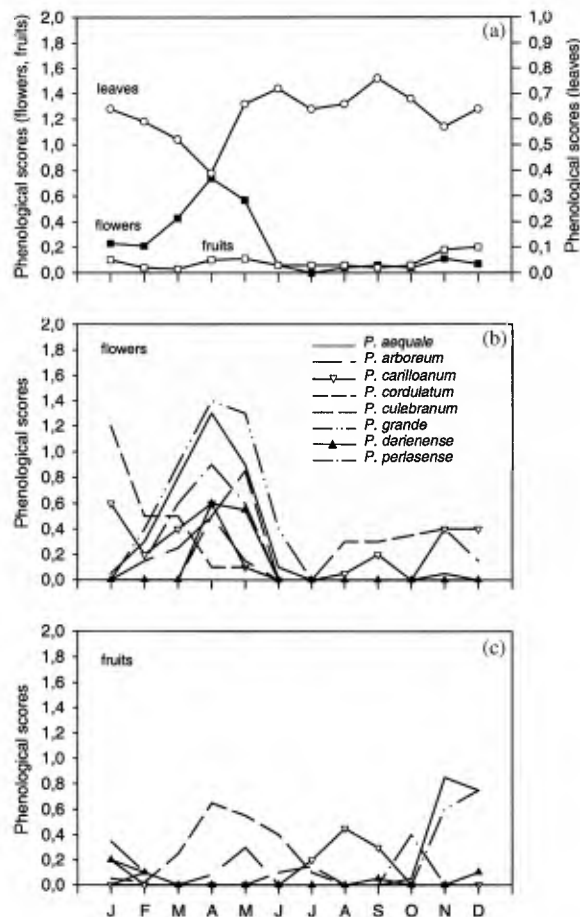 (a)
Phenological scores (flowers, fruits)
2,0
1,8
1,6
1,4
1,2
1,0
0,8
0,6
0,4
0,2
0,0
leaves
flowers
fruits
1,0
0,9
0,8
0,7
0,6
0,5
0,4
0,3
0,2
0,1
0,0
Phenological scores (leaves)
(b)
flowers
Phenological scores
2,0
1,8
1,6
1,4
1,2
1,0
0,8
0,6
0,4
0,2
0,0
P. aequale
P. arboreum
P. carilloanum
P. cordulatum
P. culebranum
P. grande
P. darienense
P. perlasense
(c)
fruits
Phenological scores
2,0
1,8
1,6
1,4
1,2
1,0
0,8
0,6
0,4
0,2
0,0
J F M A M J J A S O N D